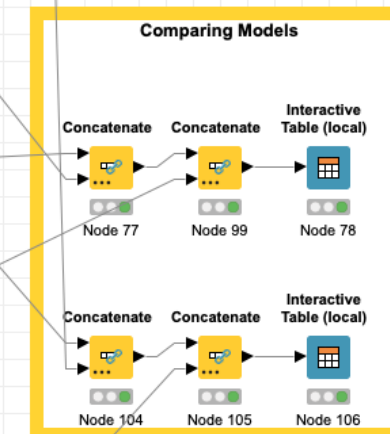 Comparing Models
Interactive
Concatenate Concatenate Table (local)
Node 77 Node 99 Node 78
Interactive
Concatenate Concatenate Table (local)
Node 104 Node 105 Node 106